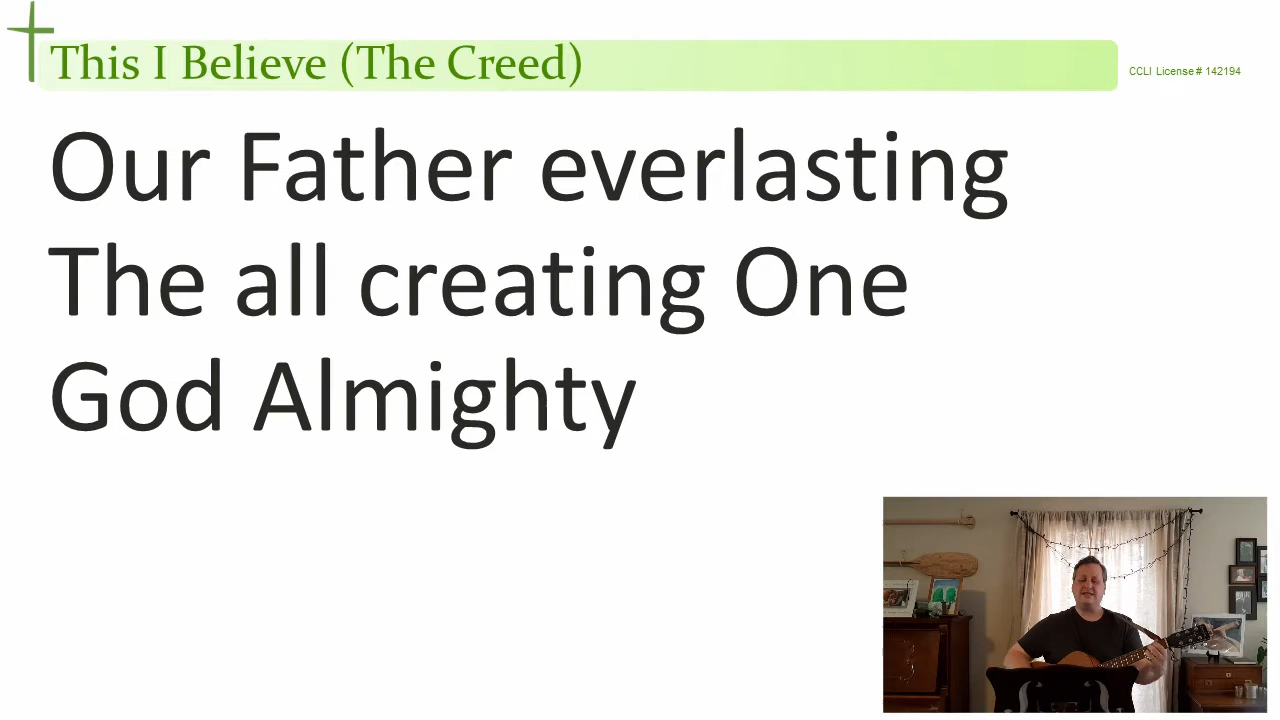 This I Believe (The Creed)
CCLI License # 142194
Our Father everlasting
The all creating One
God Almighty